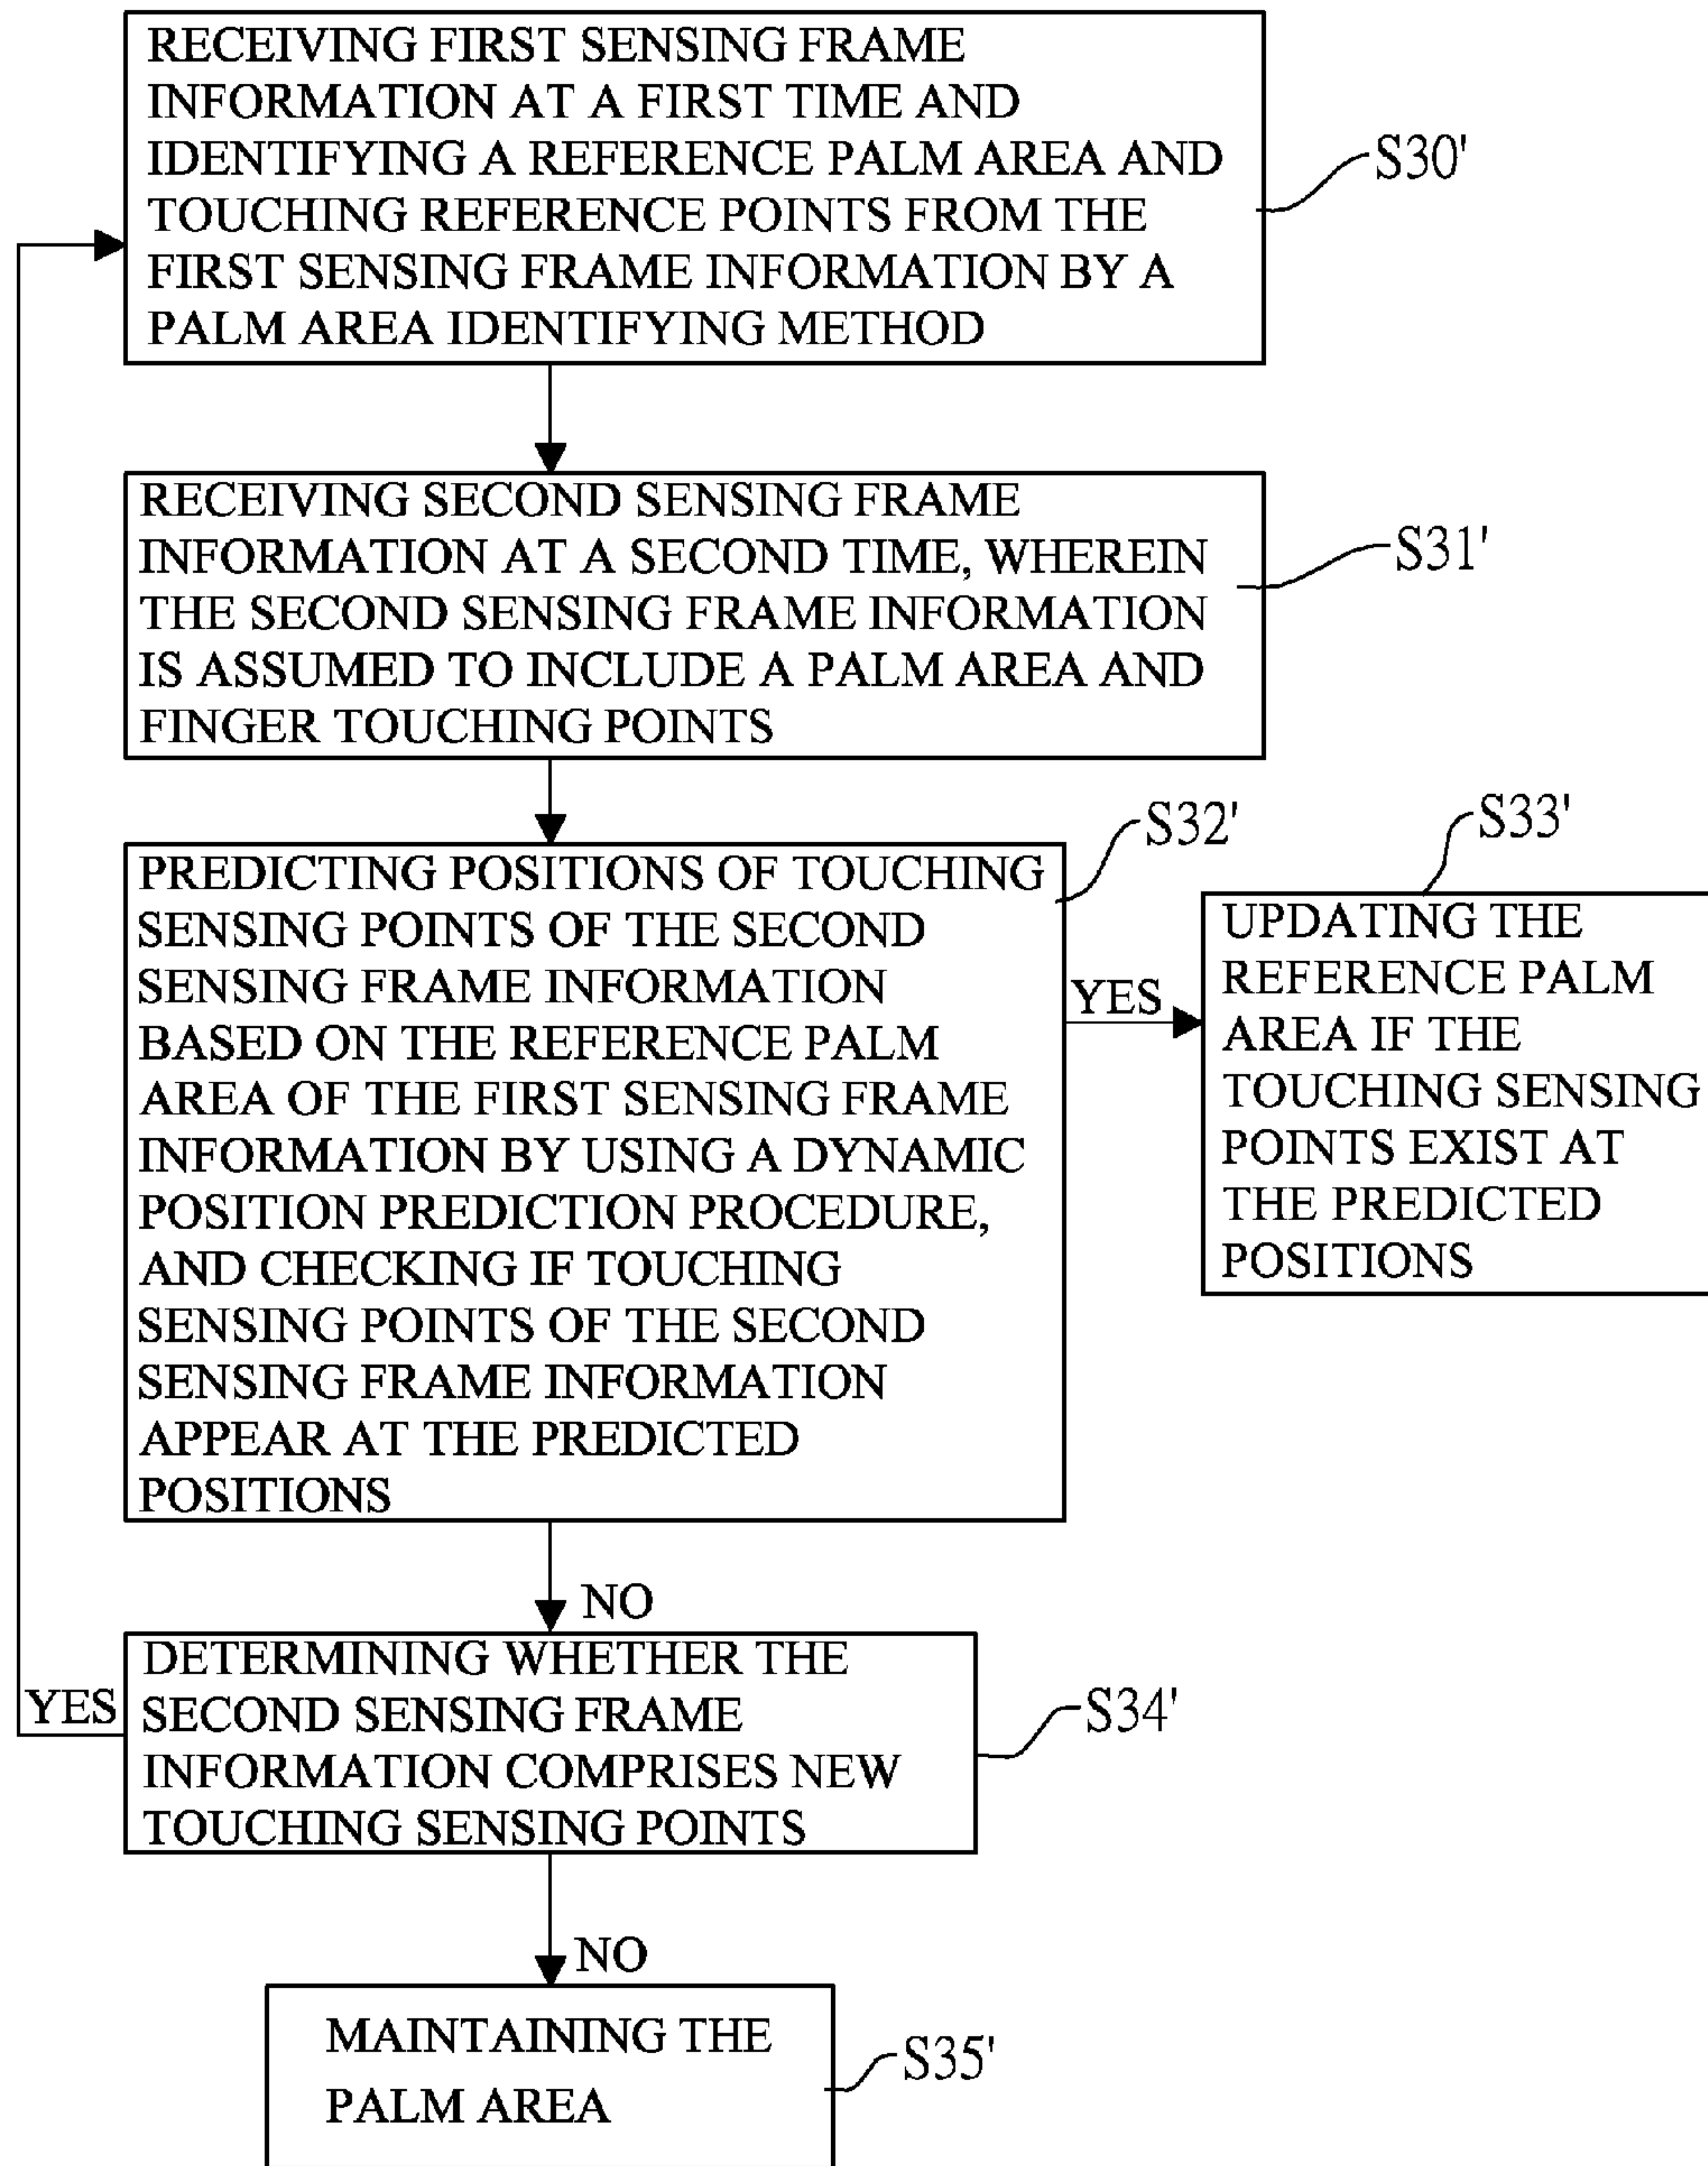 RECEIVING FIRST SENSING FRAME
INFORMATION AT A FIRST TIME AND
IDENTIFYING A REFERENCE PALM AREA AND
TOUCHING REFERENCE POINTS FROM THE
FIRST SENSING FRAME INFORMATION BY A
PALM AREA IDENTIFYING METHOD
S30'
RECEIVING SECOND SENSING FRAME
INFORMATION AT A SECOND TIME, WHEREIN
THE SECOND SENSING FRAME INFORMATION
IS ASSUMED TO INCLUDE A PALM AREA AND
FINGER TOUCHING POINTS
S31'
PREDICTING POSITIONS OF TOUCHING
SENSING POINTS OF THE SECOND
SENSING FRAME INFORMATION
BASED ON THE REFERENCE PALM
AREA OF THE FIRST SENSING FRAME
INFORMATION BY USING A DYNAMIC
POSITION PREDICTION PROCEDURE,
AND CHECKING IF TOUCHING
SENSING POINTS OF THE SECOND
SENSING FRAME INFORMATION
APPEAR AT THE PREDICTED
POSITIONS
S32'
YES
UPDATING THE
REFERENCE PALM
AREA IF THE
TOUCHING SENSING
POINTS EXIST AT
THE PREDICTED
POSITIONS
S33'
NO
DETERMINING WHETHER THE
SECOND SENSING FRAME
INFORMATION COMPRISES NEW
TOUCHING SENSING POINTS
S34'
YES
NO
MAINTAINING THE
PALM AREA
S35'